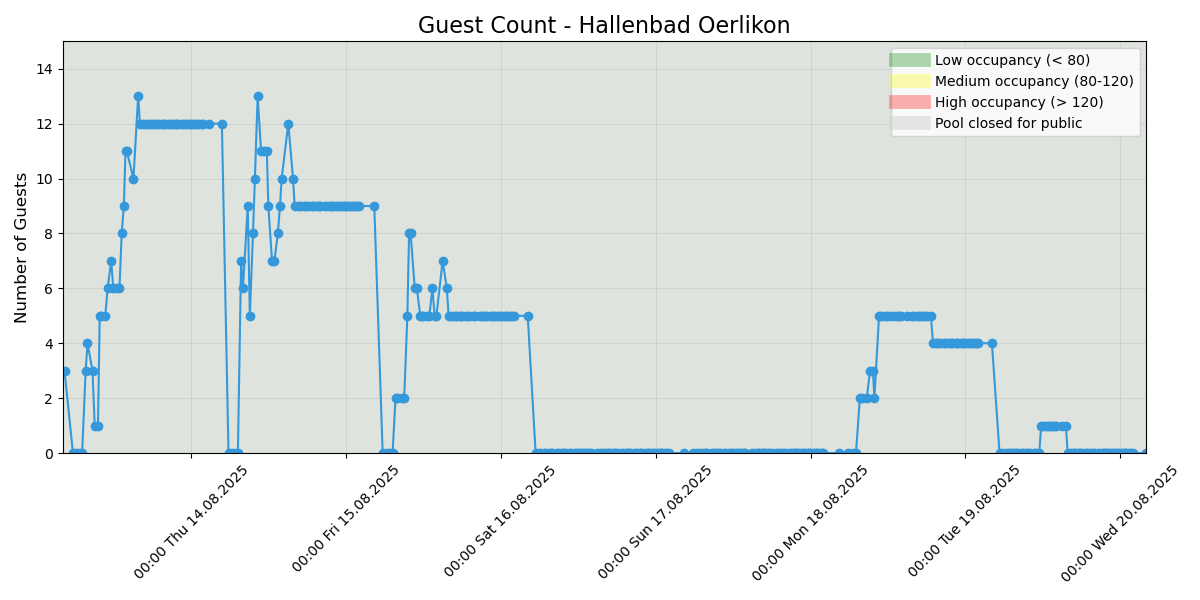 Guest Count - Hallenbad Oerlikon
Low occupancy (< 80)
Medium occupancy (80-120)
High occupancy (> 120)
Pool closed for public
Number of Guests
14
12
10
8
6
4
2
0
00:00 Thu 14.08.2025
00:00 Fri 15.08.2025
00:00 Sat 16.08.2025
00:00 Sun 17.08.2025
00:00 Mon 18.08.2025
00:00 Tue 19.08.2025
00:00 Wed 20.08.2025